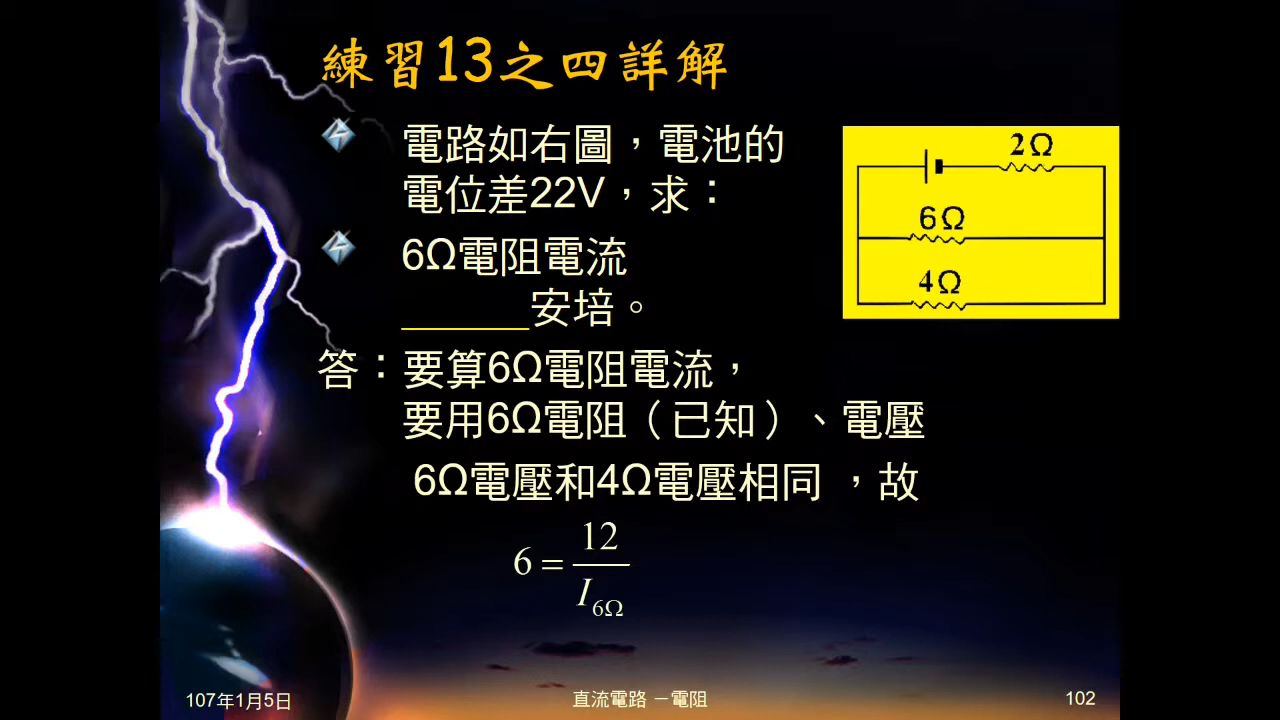 練習13之四詳解
電路如右圖，電池的
電位差22V，求：
6Ω電阻電流
______安培。
答：要算6Ω電阻電流，
要用6Ω電阻（已知）、電壓
6Ω電壓和4Ω電壓相同 ，故
6 = 12 / I6Ω
2Ω
6Ω
4Ω
107年1月5日
直流電路 －電阻
102